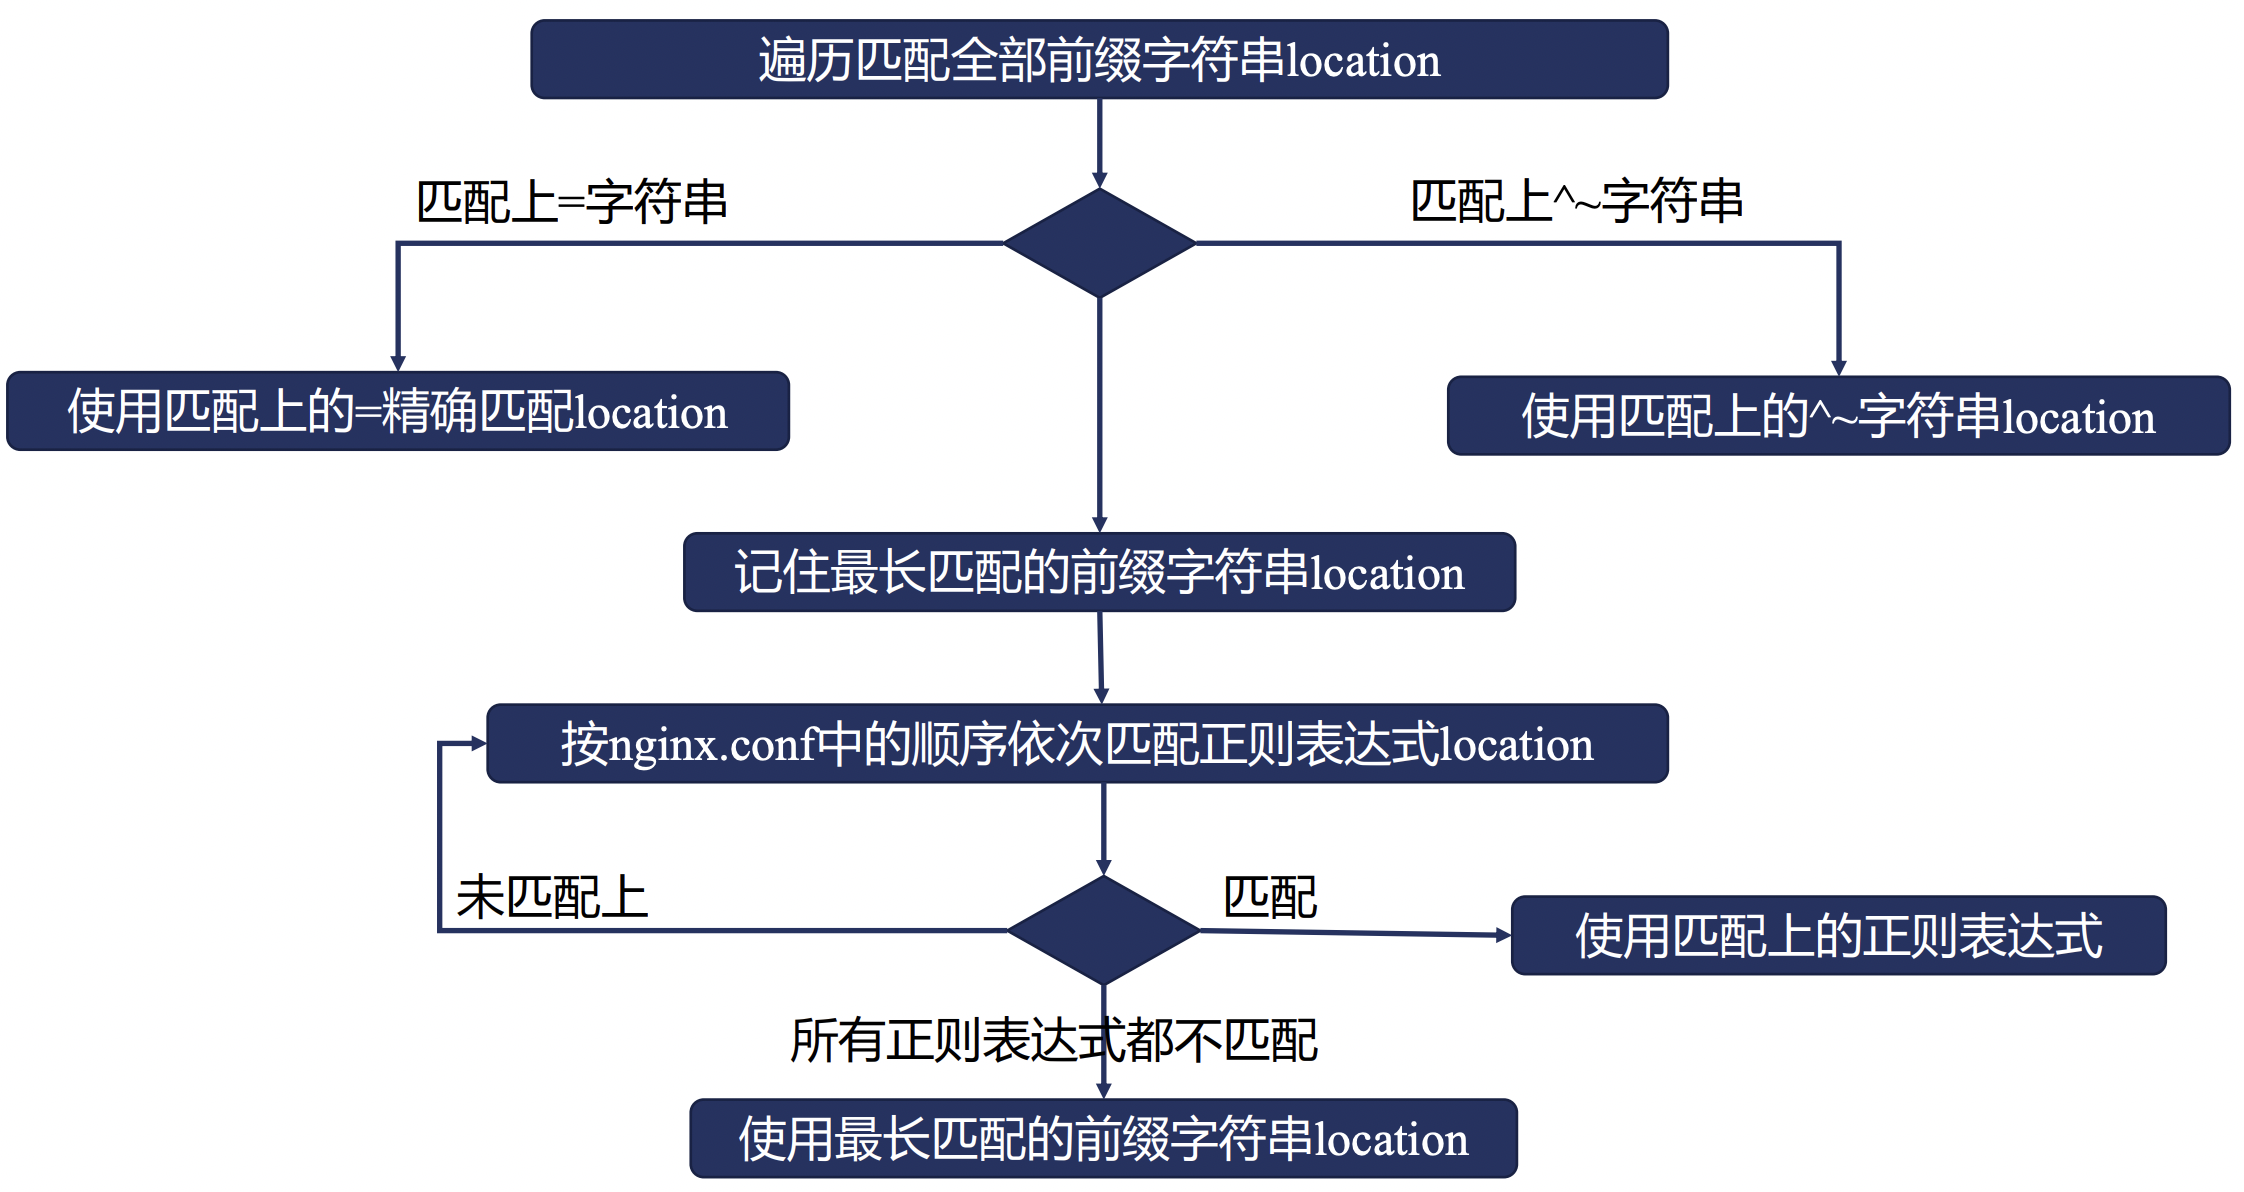 遍历匹配全部前缀字符串location
匹配上=字符串
匹配上^~字符串
使用匹配上的=精确匹配location
使用匹配上的^~字符串location
记住最长匹配的前缀字符串location
按nginx.conf中的顺序依次匹配正则表达式location
未匹配上
匹配
使用匹配上的正则表达式
所有正则表达式都不匹配
使用最长匹配的前缀字符串location